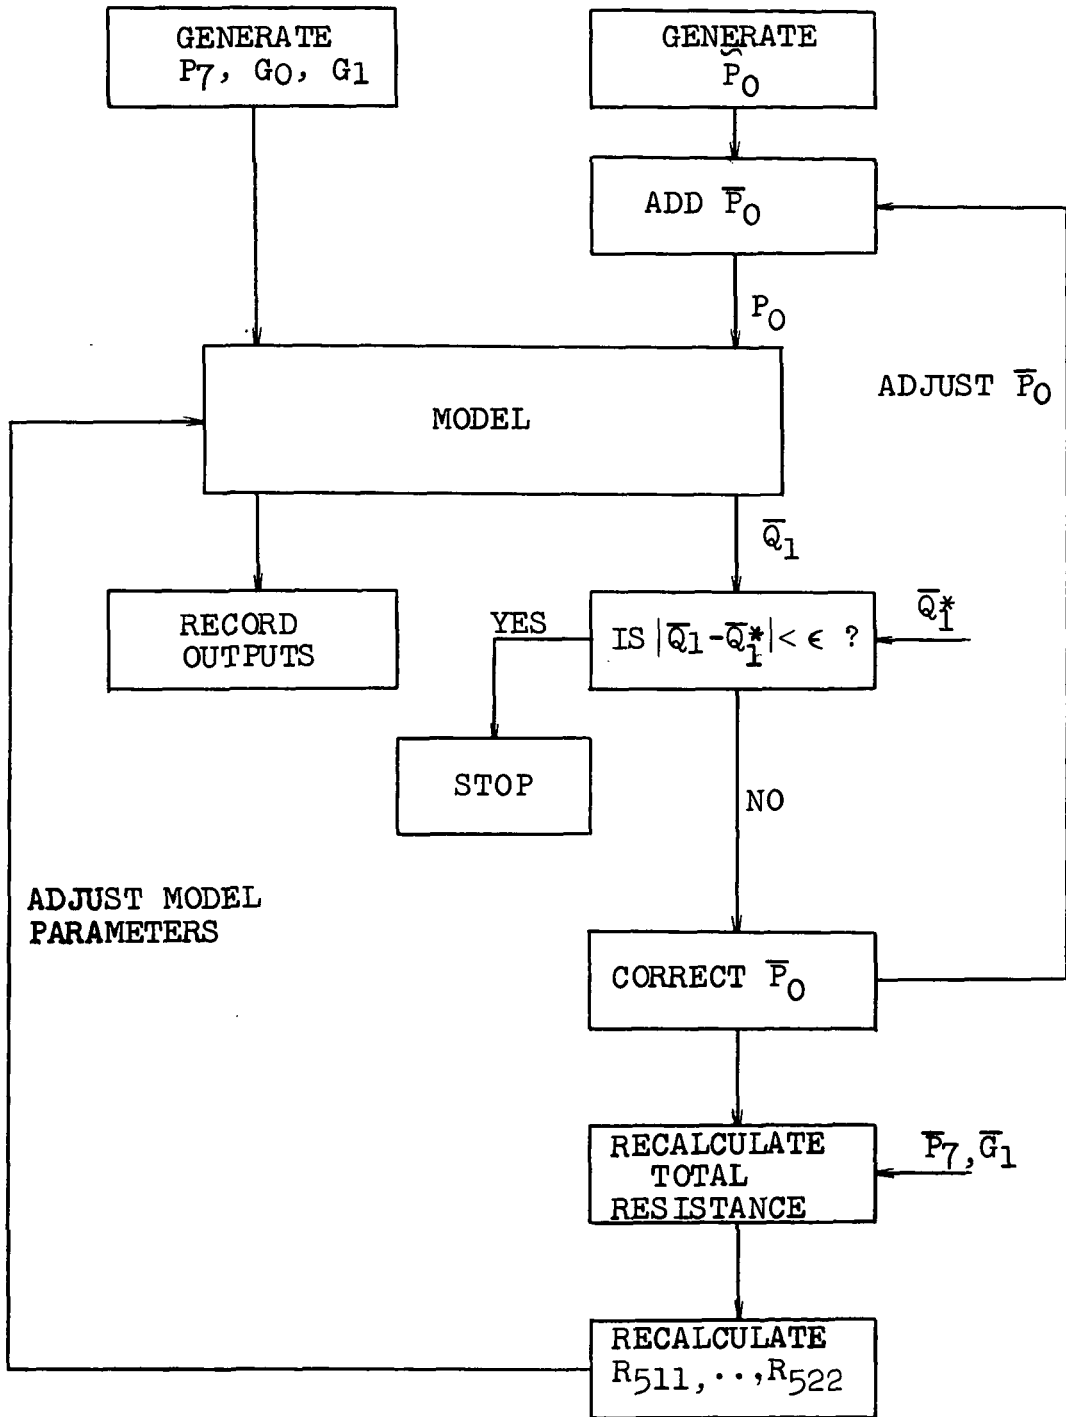 GENERATE
P7, G0, G1
GENERATE
P̃0
ADD P̄0
P0
ADJUST P̄0
MODEL
Q̄1
RECORD
OUTPUTS
YES
IS |Q̄1-Q̄1*| < ϵ ?
Q̄1*
STOP
NO
ADJUST MODEL
PARAMETERS
CORRECT P̄0
RECALCULATE
TOTAL
RESISTANCE
P̄7, Ḡ1
RECALCULATE
R511, ..,R522